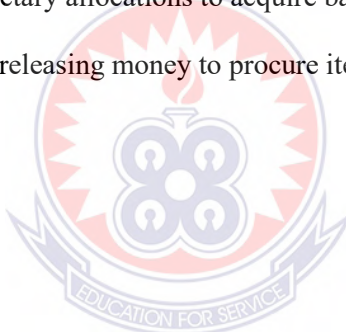 etary allocations to acquire ba
releasing money to procure ite
EDUCATION FOR SERVICE